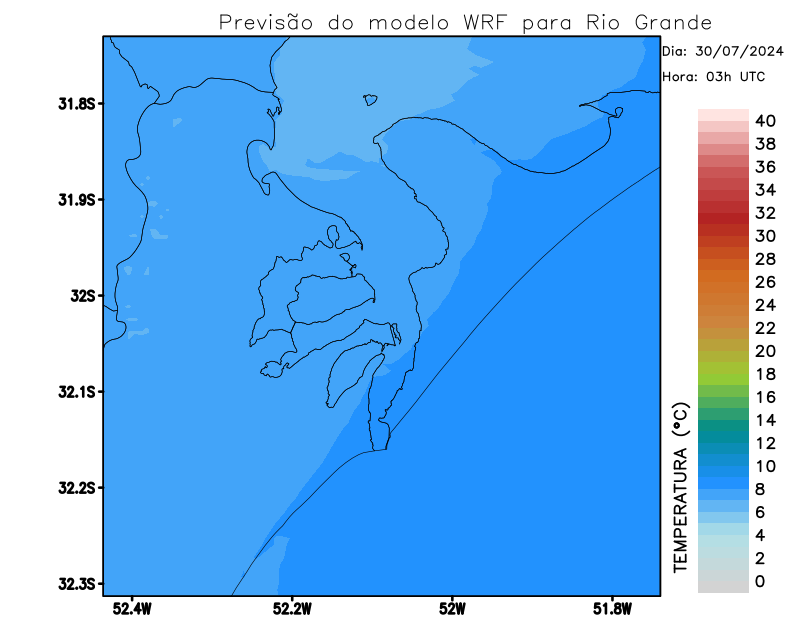 Previsão do modelo WRF para Rio Grande
Dia: 30/07/2024
Hora: 03h UTC
31.8S
31.9S
32S
32.1S
32.2S
32.3S
52.4W
52.2W
52W
51.8W
TEMPERATURA (°C)
40
38
36
34
32
30
28
26
24
22
20
18
16
14
12
10
8
6
4
2
0